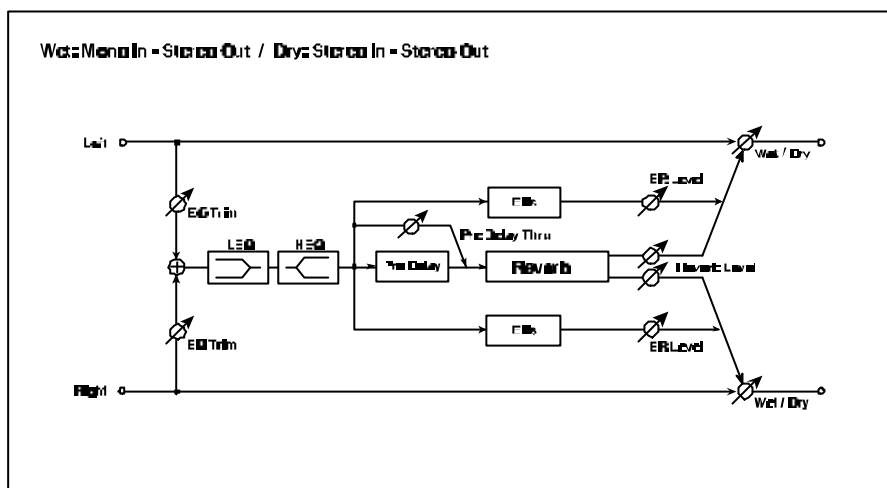 Wet: Mono In - Stereo Out / Dry: Stereo In - Stereo Out
Left
Wet / Dry
EQ Trim
ER Level
ERs
Pre Delay Thru
LEQ
HEQ
Pre Delay
Reverb
Reverb Level
ERs
EQ Trim
ER Level
Right
Wet / Dry